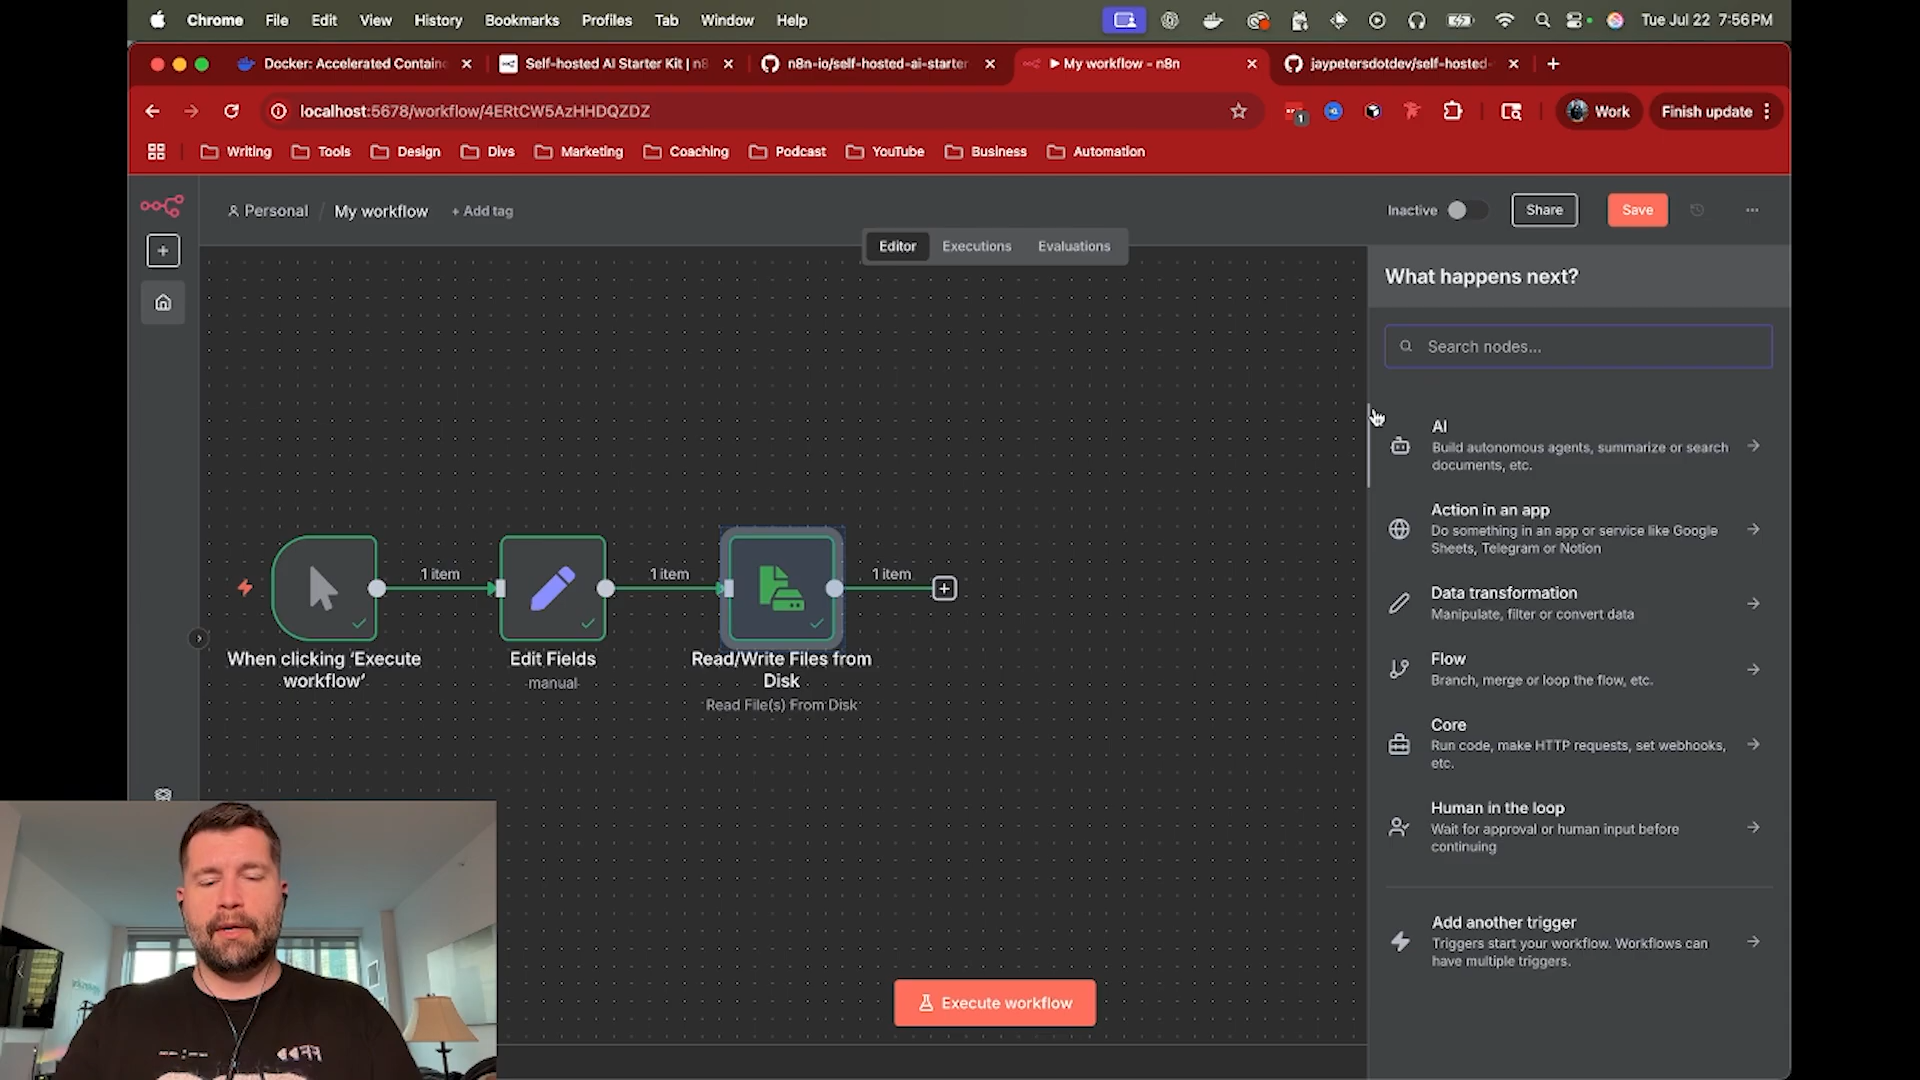 Chrome File Edit View History Bookmarks Profiles Tab Window Help Tue Jul 22 7:56 PM
Docker: Accelerated Contain
Self-hosted AI Starter Kit | n8
n8n-io/self-hosted-ai-starter
My workflow - n8n
jaypetersdotdev/self-hosted-
localhost:5678/workflow/4ERtCW5AzHHDQZDZ
1
Work
Finish update
Writing Tools Design Divs Marketing Coaching Podcast YouTube Business Automation
Personal / My workflow + Add tag
Inactive
Share
Save
Editor Executions Evaluations
What happens next?
Search nodes...
AI
Build autonomous agents, summarize or search
documents, etc.
Action in an app
Do something in an app or service like Google
Sheets, Telegram or Notion
Data transformation
Manipulate, filter or convert data
Flow
Branch, merge or loop the flow, etc.
Core
Run code, make HTTP requests, set webhooks,
etc.
Human in the loop
Wait for approval or human input before
continuing
Add another trigger
Triggers start your workflow. Workflows can
have multiple triggers.
1 item
1 item
1 item
When clicking ‘Execute
workflow’
Edit Fields
manual
Read/Write Files from
Disk
Read File(s) From Disk
Execute workflow